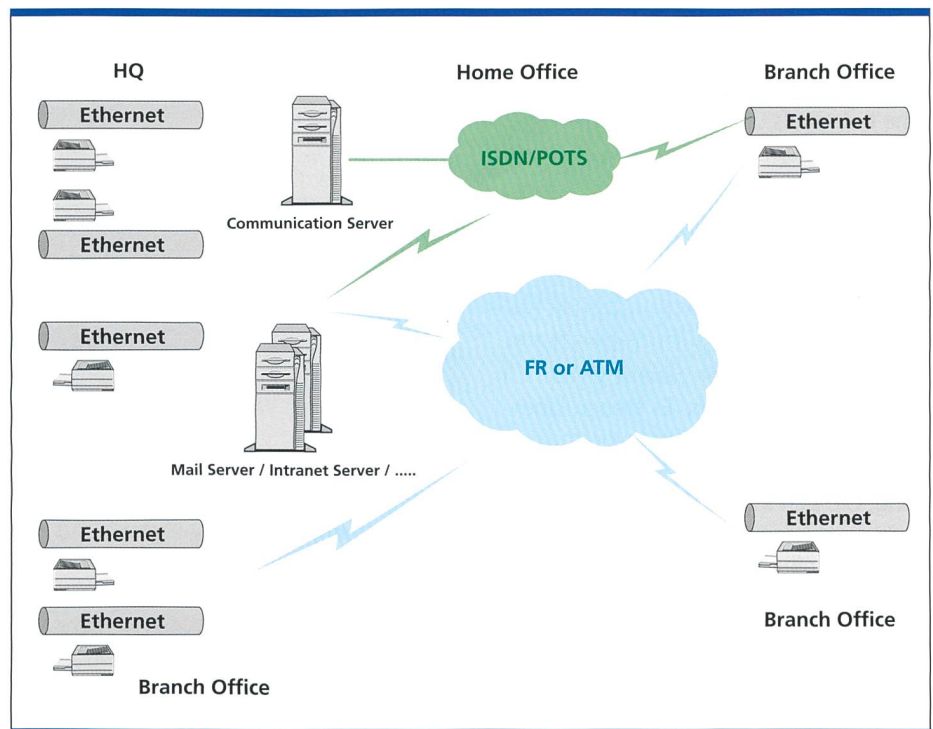 HQ
Home Office
Branch Office
Ethernet
Ethernet
ISDN/POTS
Communication Server
Ethernet
Ethernet
FR or ATM
Mail Server / Intranet Server / .....
Ethernet
Ethernet
Ethernet
Branch Office
Branch Office